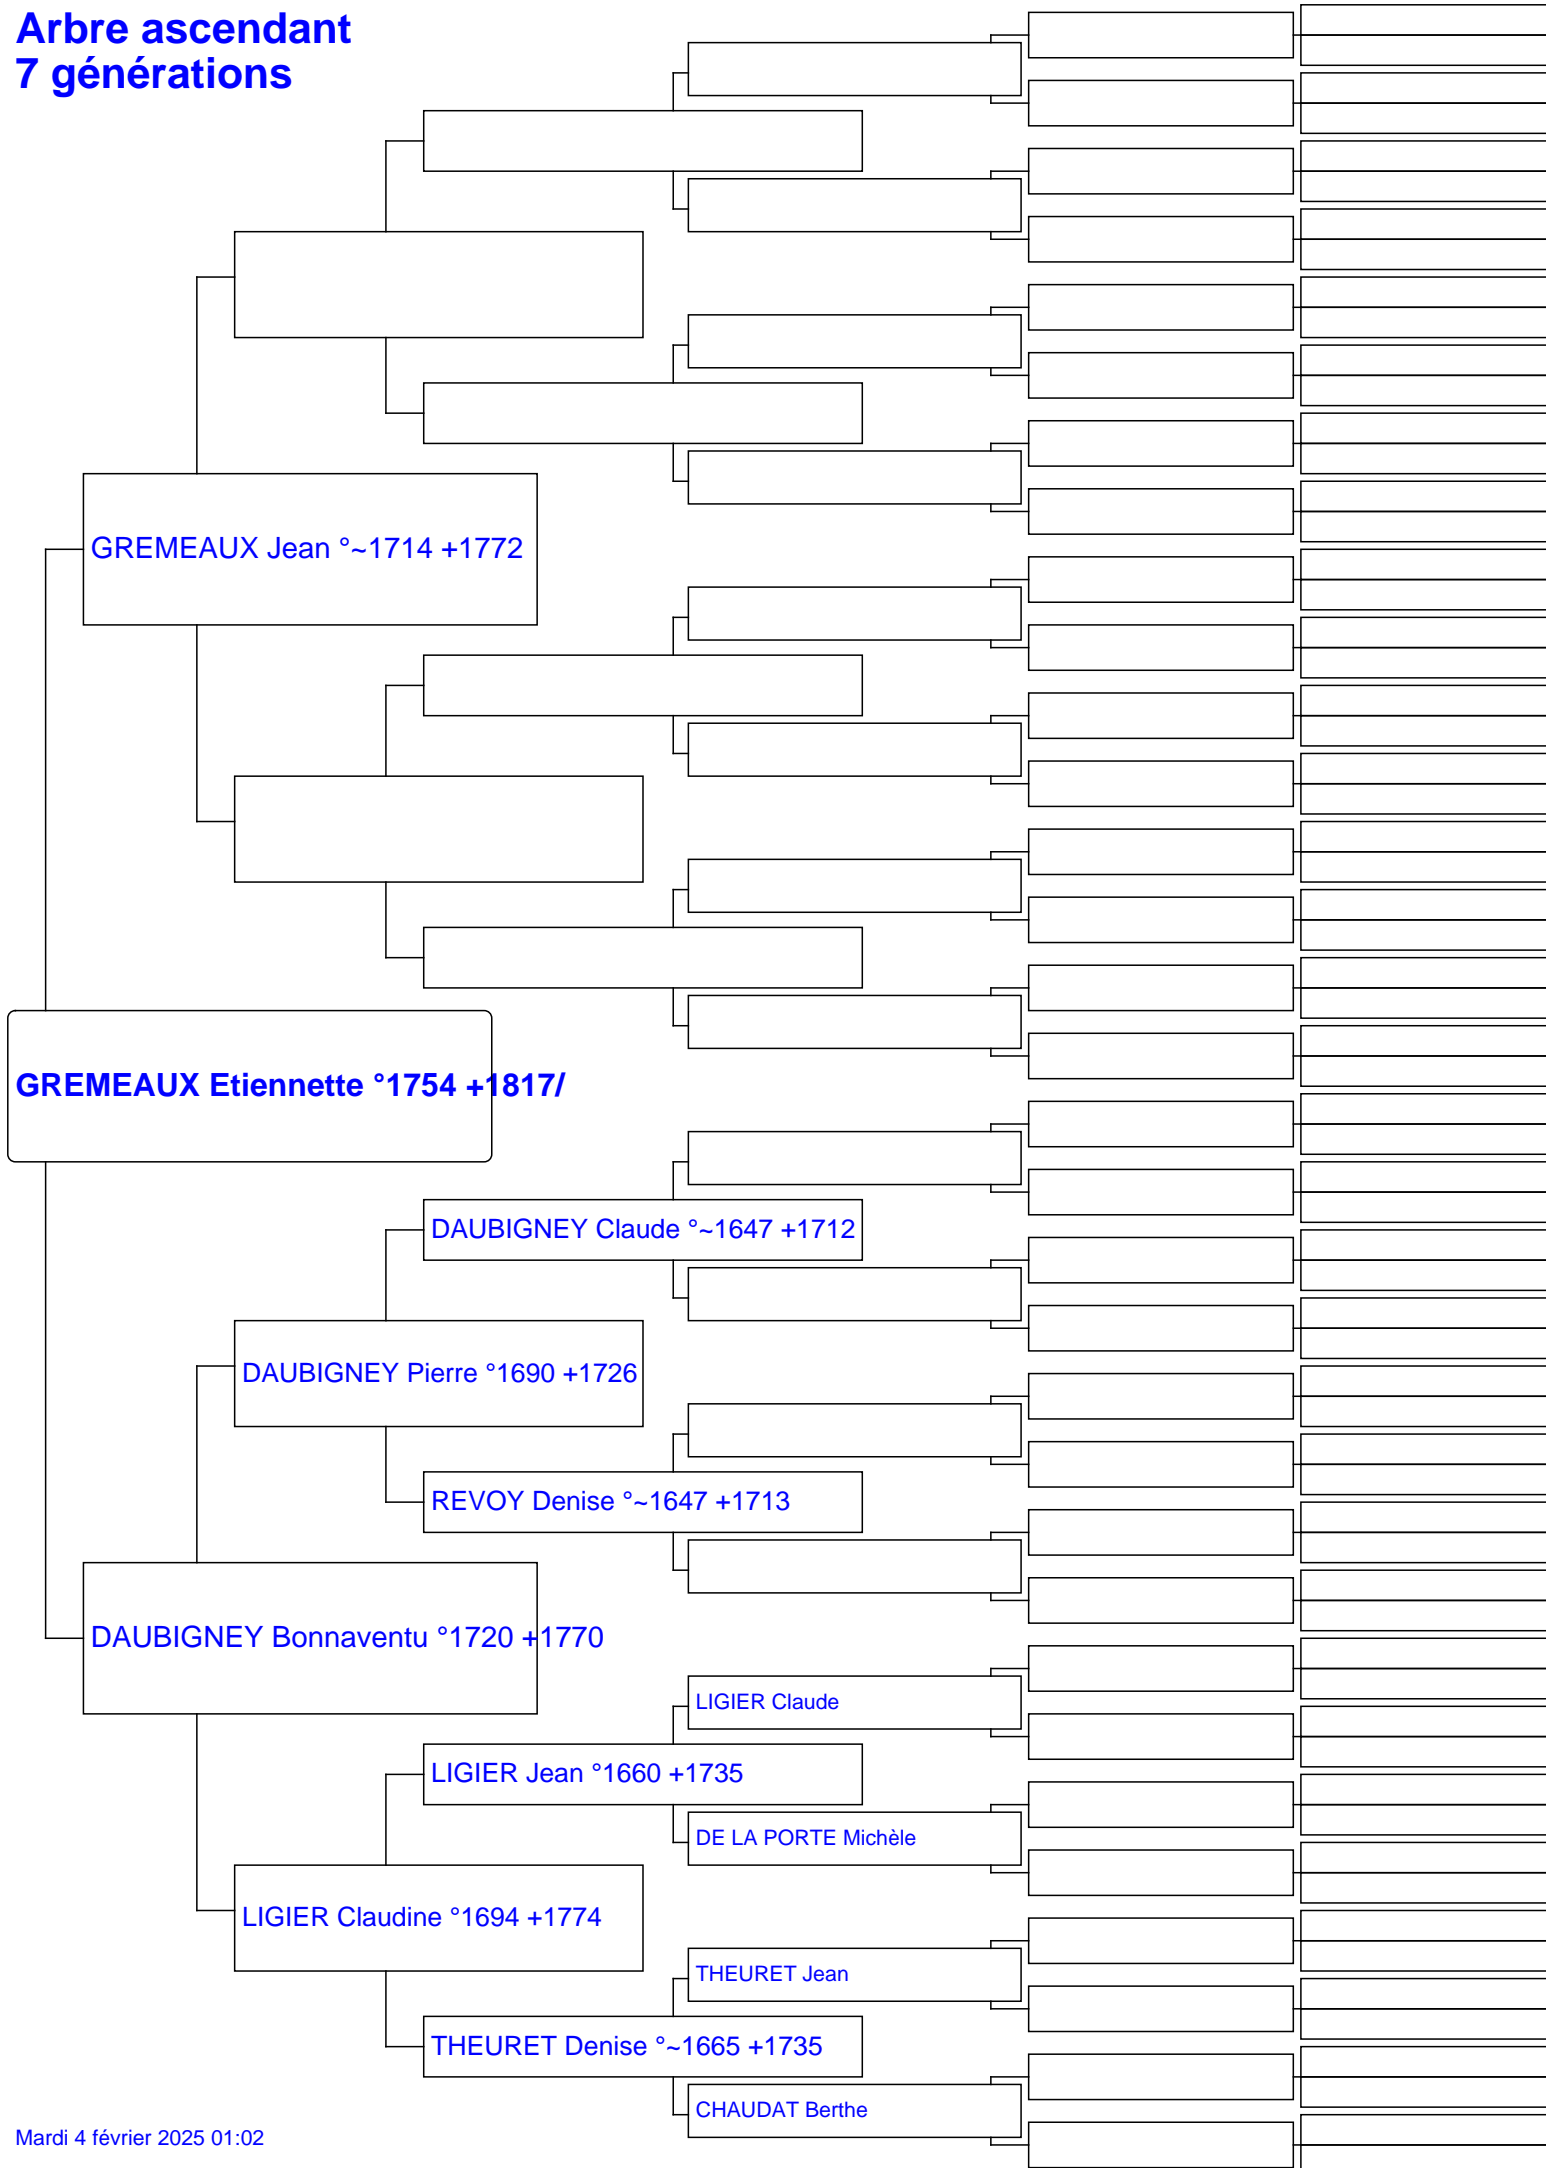 Arbre ascendant
7 générations
GREMEAUX Jean °~1714 +1772
GREMEAUX Etiennette °1754 +1817/
DAUBIGNEY Claude °~1647 +1712
DAUBIGNEY Pierre °1690 +1726
REVOY Denise °~1647 +1713
DAUBIGNEY Bonnaventu °1720 +1770
LIGIER Claude
LIGIER Jean °1660 +1735
DE LA PORTE Michèle
LIGIER Claudine °1694 +1774
THEURET Jean
THEURET Denise °~1665 +1735
CHAUDAT Berthe
Mardi 4 février 2025 01:02